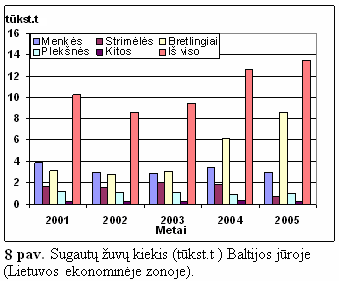 tūkst.t
16
14
12
10
8
6
4
2
0
Menkės Strimėlės Bretlingiai
Plekšnės Kitos Iš viso
2001 2002 2003 2004 2005
Metai
8 pav. Sugautų žuvų kiekis (tūkst.t ) Baltijos jūroje
(Lietuvos ekonominėje zonoje).